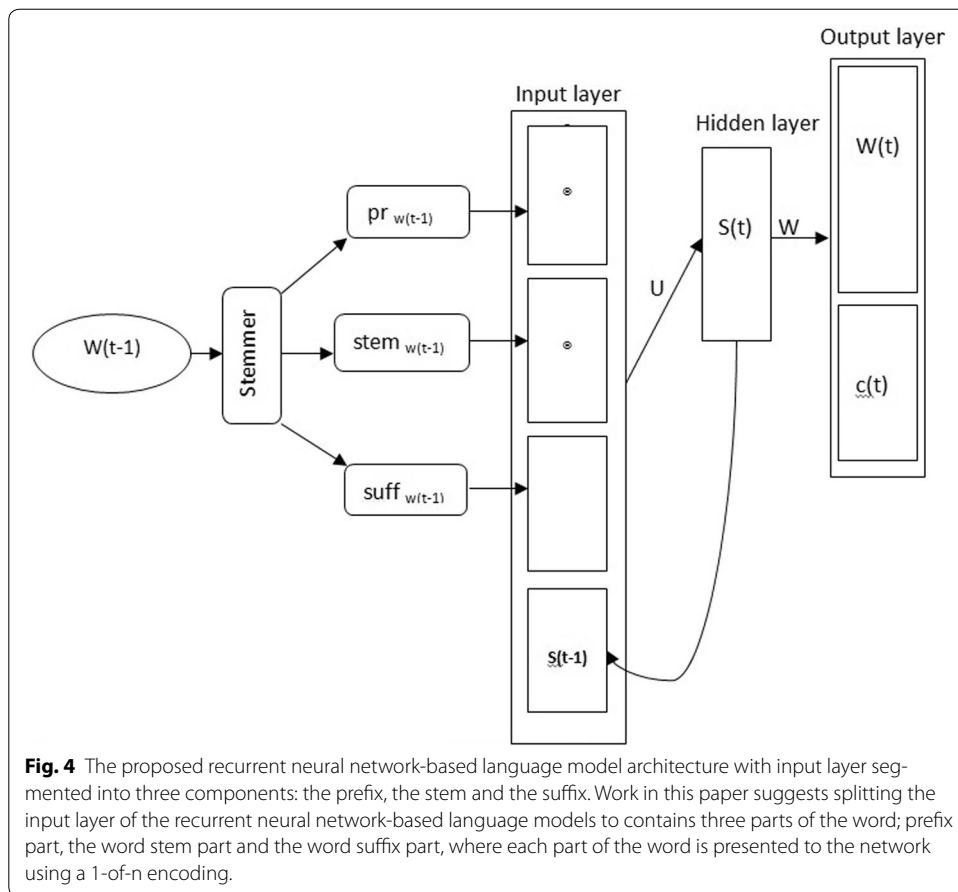 Output layer
Input layer
Hidden layer
W(t)
pr w(t-1)
S(t)
W
U
W(t-1)
Stemmer
stem w(t-1)
c(t)
suff w(t-1)
S(t-1)
Fig. 4 The proposed recurrent neural network-based language model architecture with input layer seg-
mented into three components: the prefix, the stem and the suffix. Work in this paper suggests splitting the
input layer of the recurrent neural network-based language models to contains three parts of the word; prefix
part, the word stem part and the word suffix part, where each part of the word is presented to the network
using a 1-of-n encoding.